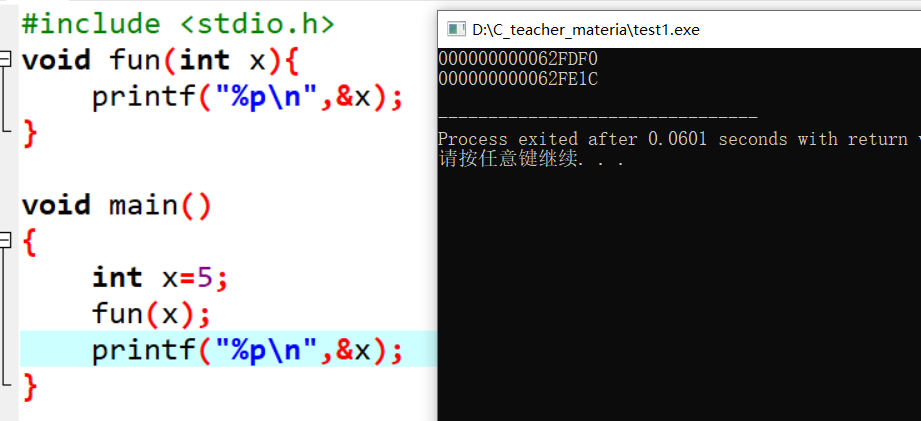 #include <stdio.h>
void fun(int x){
printf("%p\n",&x);
}
void main()
{
int x=5;
fun(x);
printf("%p\n",&x);
}
D:\C_teacher_materia\test1.exe
000000000062FDF0
000000000062FE1C
--------------------------------
Process exited after 0.0601 seconds with return
请按任意键继续. . .